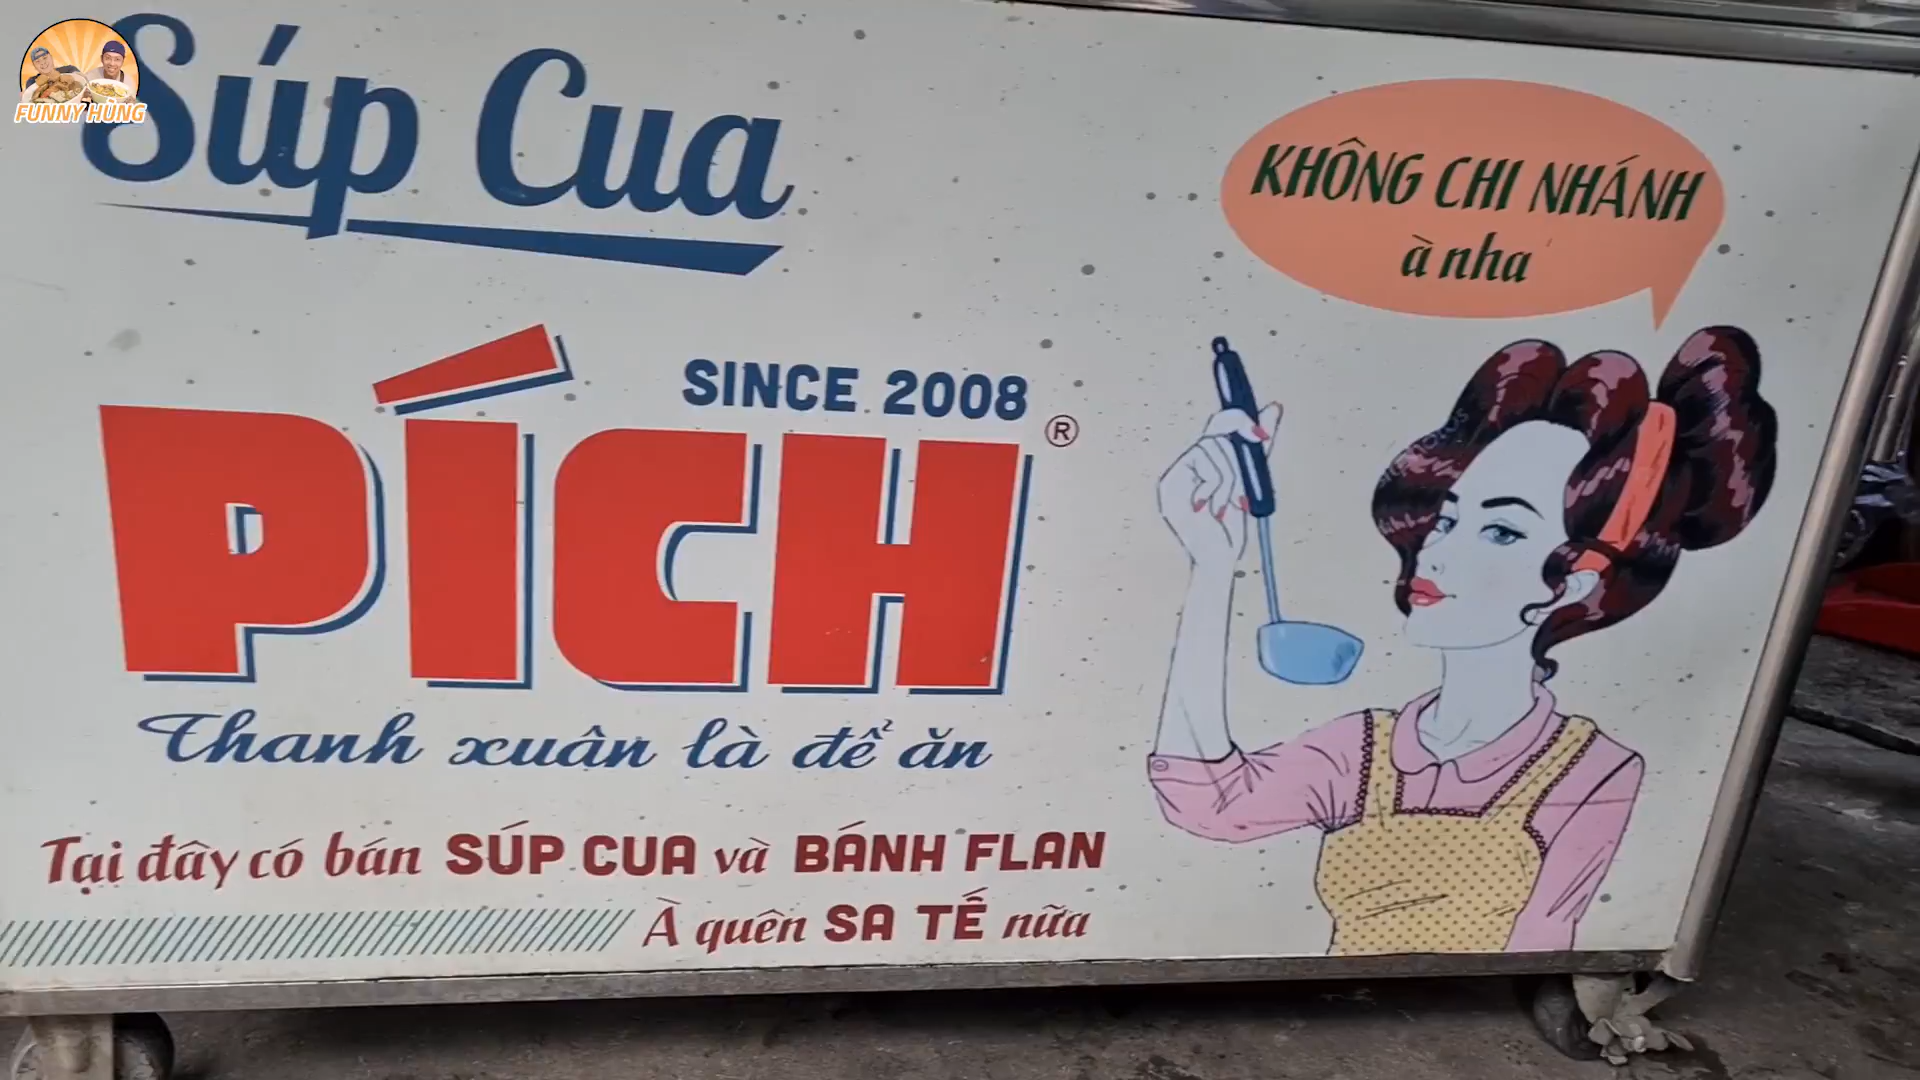 FUNNY HÙNG
Súp Cua
KHÔNG CHI NHÁNH
à nha
SINCE 2008
PÍCH ®
Thanh xuân là để ăn
Tại đây có bán SÚP CUA và BÁNH FLAN
À quên SA TẾ nữa